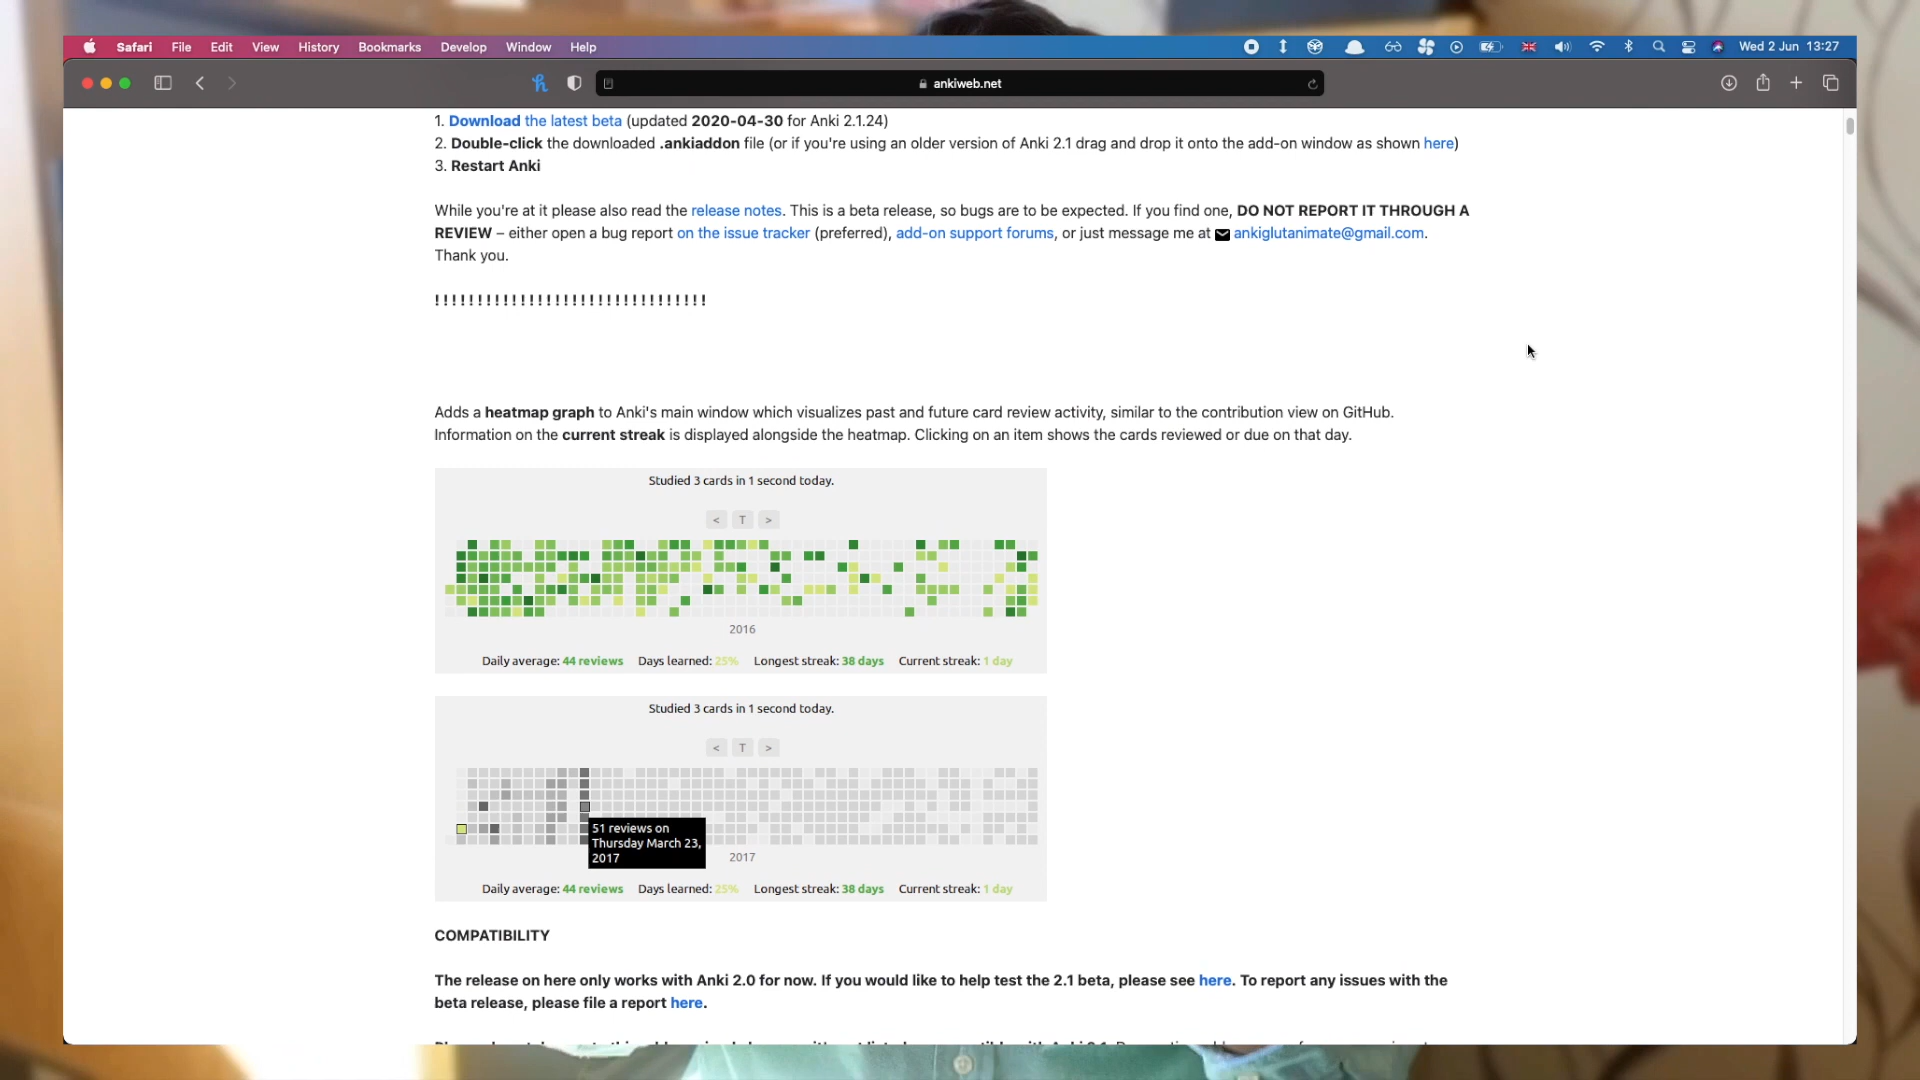 Safari File Edit View History Bookmarks Develop Window Help Wed 2 Jun 13:27
ankiweb.net
1. Download the latest beta (updated 2020-04-30 for Anki 2.1.24)
2. Double-click the downloaded .ankiaddon file (or if you're using an older version of Anki 2.1 drag and drop it onto the add-on window as shown here)
3. Restart Anki
While you're at it please also read the release notes. This is a beta release, so bugs are to be expected. If you find one, DO NOT REPORT IT THROUGH A
REVIEW – either open a bug report on the issue tracker (preferred), add-on support forums, or just message me at ankiglutanimate@gmail.com.
Thank you.
!!!!!!!!!!!!!!!!!!!!!!!!!!!!!!!!
Adds a heatmap graph to Anki's main window which visualizes past and future card review activity, similar to the contribution view on GitHub.
Information on the current streak is displayed alongside the heatmap. Clicking on an item shows the cards reviewed or due on that day.
Studied 3 cards in 1 second today.
< T >
2016
Daily average: 44 reviews Days learned: 25% Longest streak: 38 days Current streak: 1 day
Studied 3 cards in 1 second today.
< T >
51 reviews on
Thursday March 23,
2017
2017
Daily average: 44 reviews Days learned: 25% Longest streak: 38 days Current streak: 1 day
COMPATIBILITY
The release on here only works with Anki 2.0 for now. If you would like to help test the 2.1 beta, please see here. To report any issues with the
beta release, please file a report here.